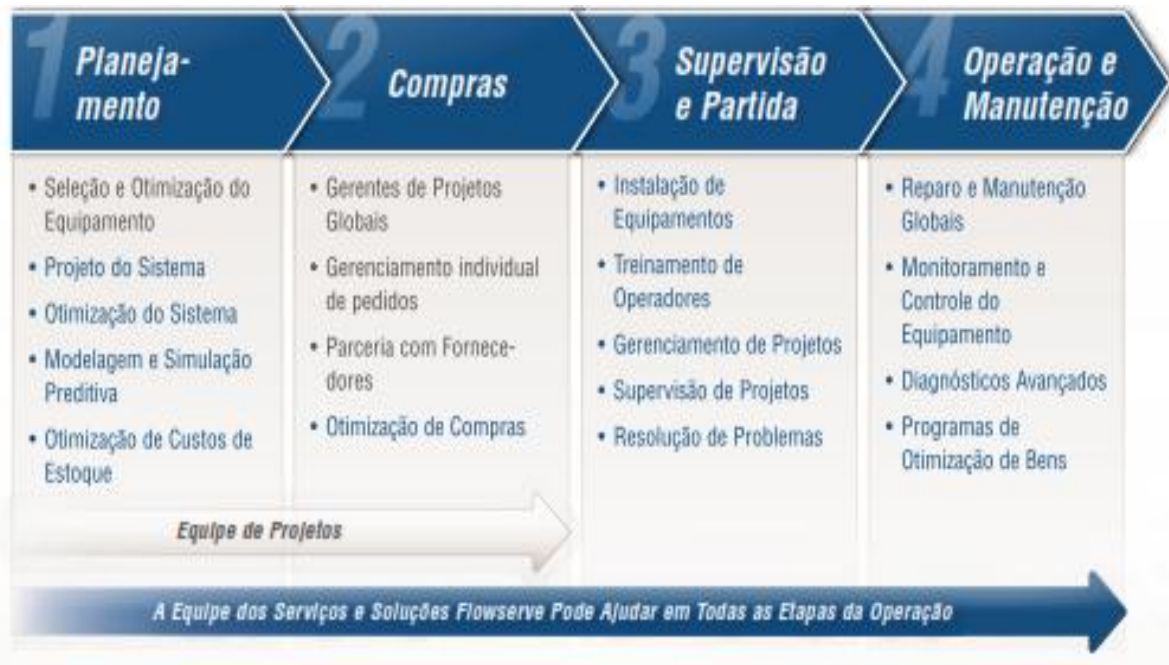 1 Planeja-
mento
• Seleção e Otimização do
Equipamento
• Projeto do Sistema
• Otimização do Sistema
• Modelagem e Simulação
Preditiva
• Otimização de Custos de
Estoque
2 Compras
• Gerentes de Projetos
Globais
• Gerenciamento individual
de pedidos
• Parceria com Fornece-
dores
• Otimização de Compras
3 Supervisão
e Partida
• Instalação de
Equipamentos
• Treinamento de
Operadores
• Gerenciamento de Projetos
• Supervisão de Projetos
• Resolução de Problemas
4 Operação e
Manutenção
• Reparo e Manutenção
Globais
• Monitoramento e
Controle do
Equipamento
• Diagnósticos Avançados
• Programas de
Otimização de Bens
Equipe de Projetos
A Equipe dos Serviços e Soluções Flowserve Pode Ajudar em Todas as Etapas da Operação